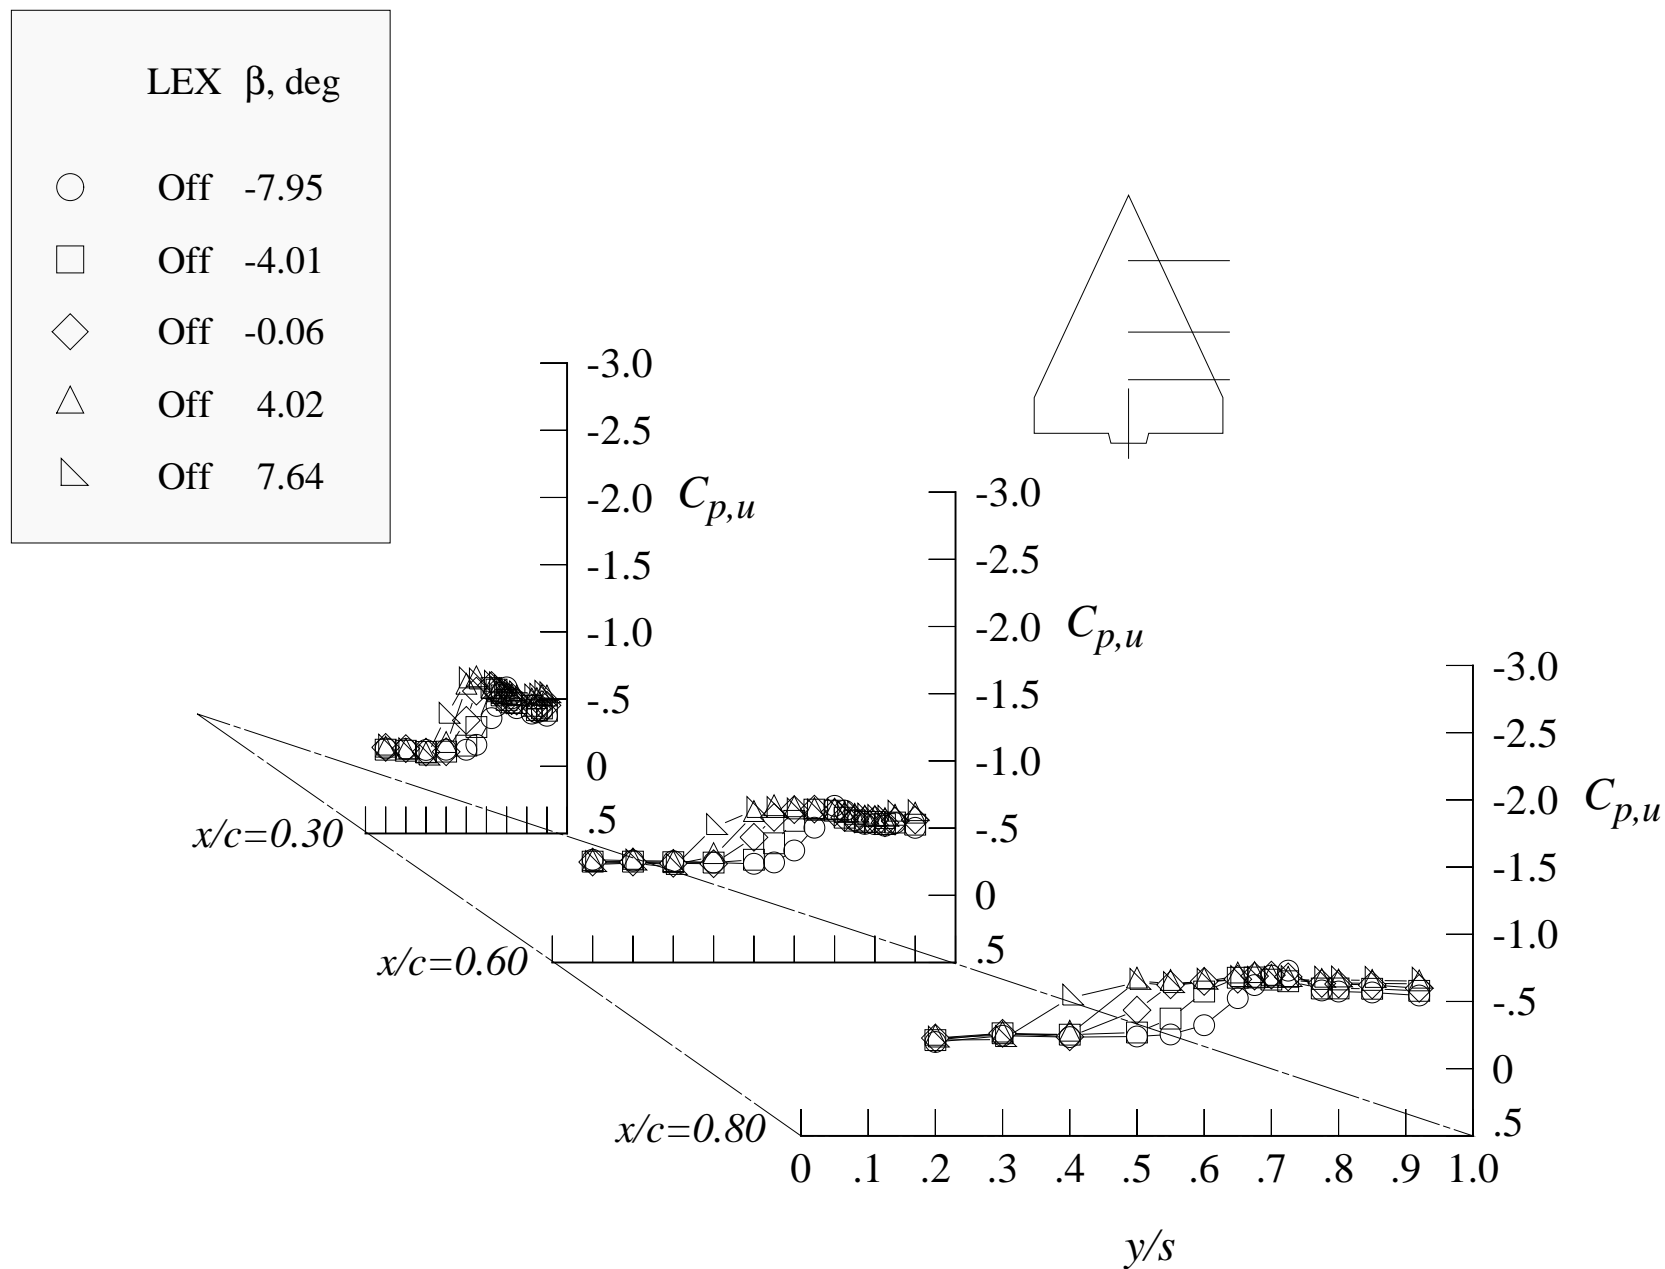 LEX β, deg
Off -7.95
Off -4.01
Off -0.06
Off 4.02
Off 7.64
-3.0
-2.5
-2.0 Cp,u
-1.5
-1.0
-.5
0
.5
x/c=0.30
-3.0
-2.5
-2.0 Cp,u
-1.5
-1.0
-.5
0
.5
x/c=0.60
-3.0
-2.5
-2.0 Cp,u
-1.5
-1.0
-.5
0
.5
x/c=0.80
0 .1 .2 .3 .4 .5 .6 .7 .8 .9 1.0
y/s